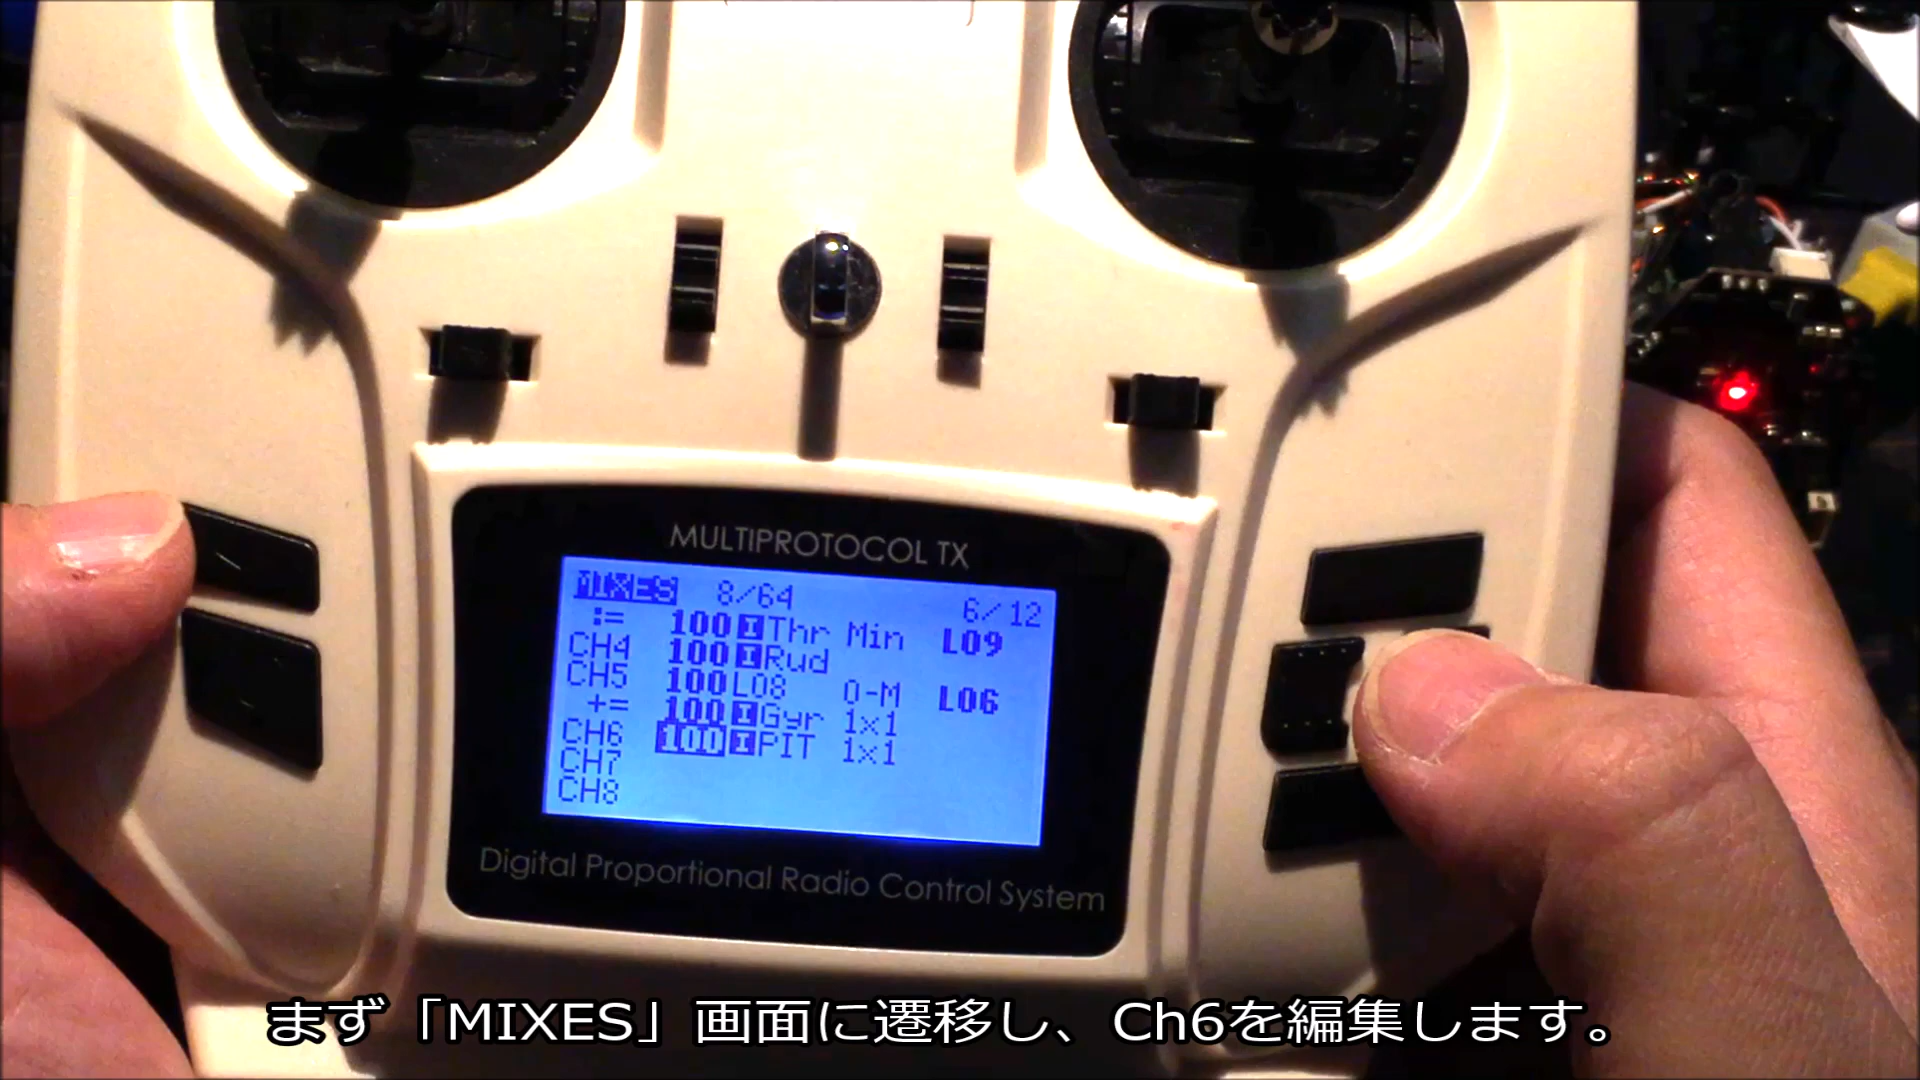 MULTIPROTOCOL TX
MIXES 8/64 6/12
:= 100 I Thr Min L09
CH4 100 I Rud
CH5 100 L08 0-M L06
+= 100 I Gyr 1x1
CH6 100 I PIT 1x1
CH7
CH8
Digital Proportional Radio Control System
まず「MIXES」画面に遷移し、Ch6を編集します。